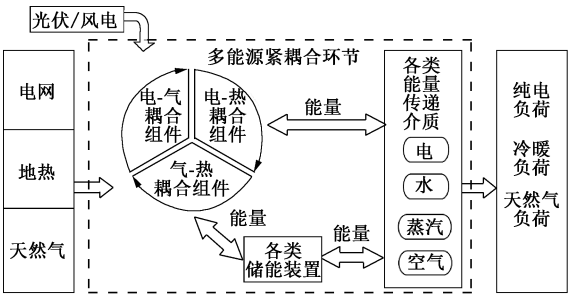 光伏/风电
电网
地热
天然气
多能源紧耦合环节
电-气
耦合
组件
电-热
耦合
组件
气-热
耦合组件
能量
能量
各类
储能装置
能量
各类
能量
传递
介质
电
水
蒸汽
空气
纯电
负荷
冷暖
负荷
天然气
负荷